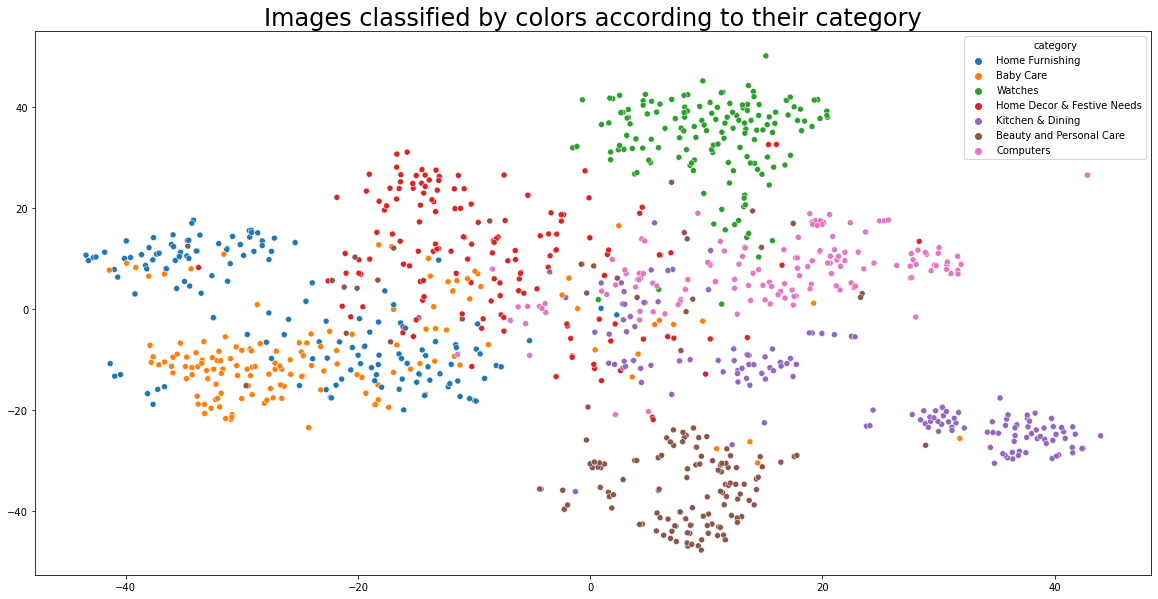 Images classified by colors according to their category
category
Home Furnishing
Baby Care
Watches
Home Decor & Festive Needs
Kitchen & Dining
Beauty and Personal Care
Computers
40
20
0
−20
−40
−40
−20
0
20
40